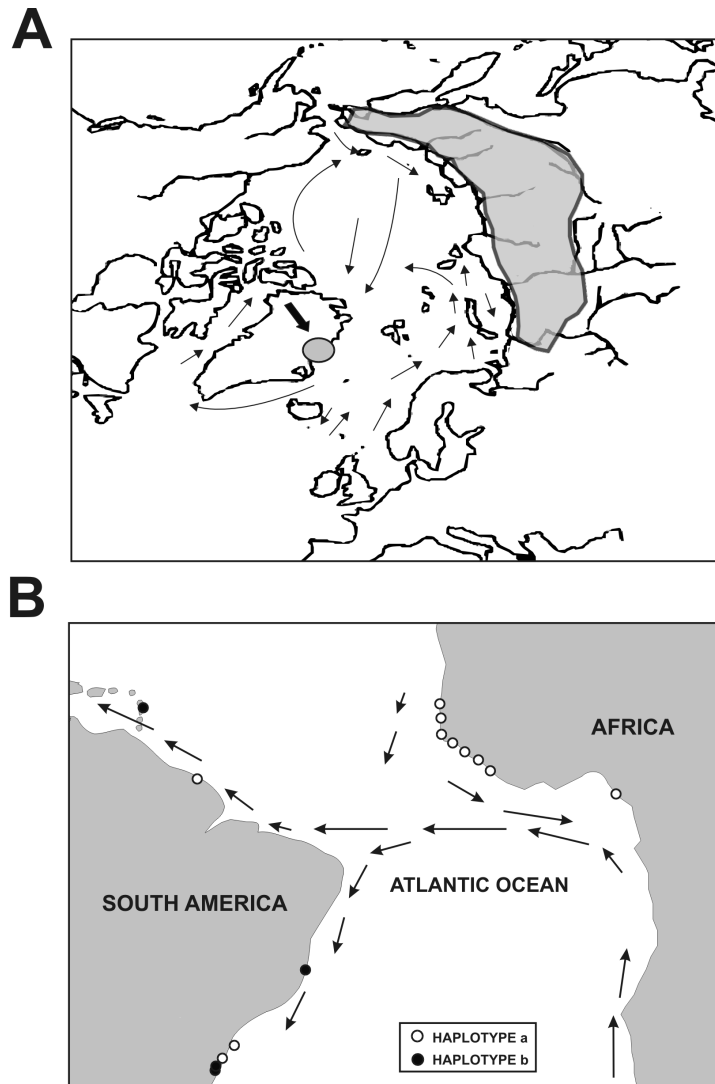 A
B
AFRICA
ATLANTIC OCEAN
SOUTH AMERICA
HAPLOTYPE a
HAPLOTYPE b